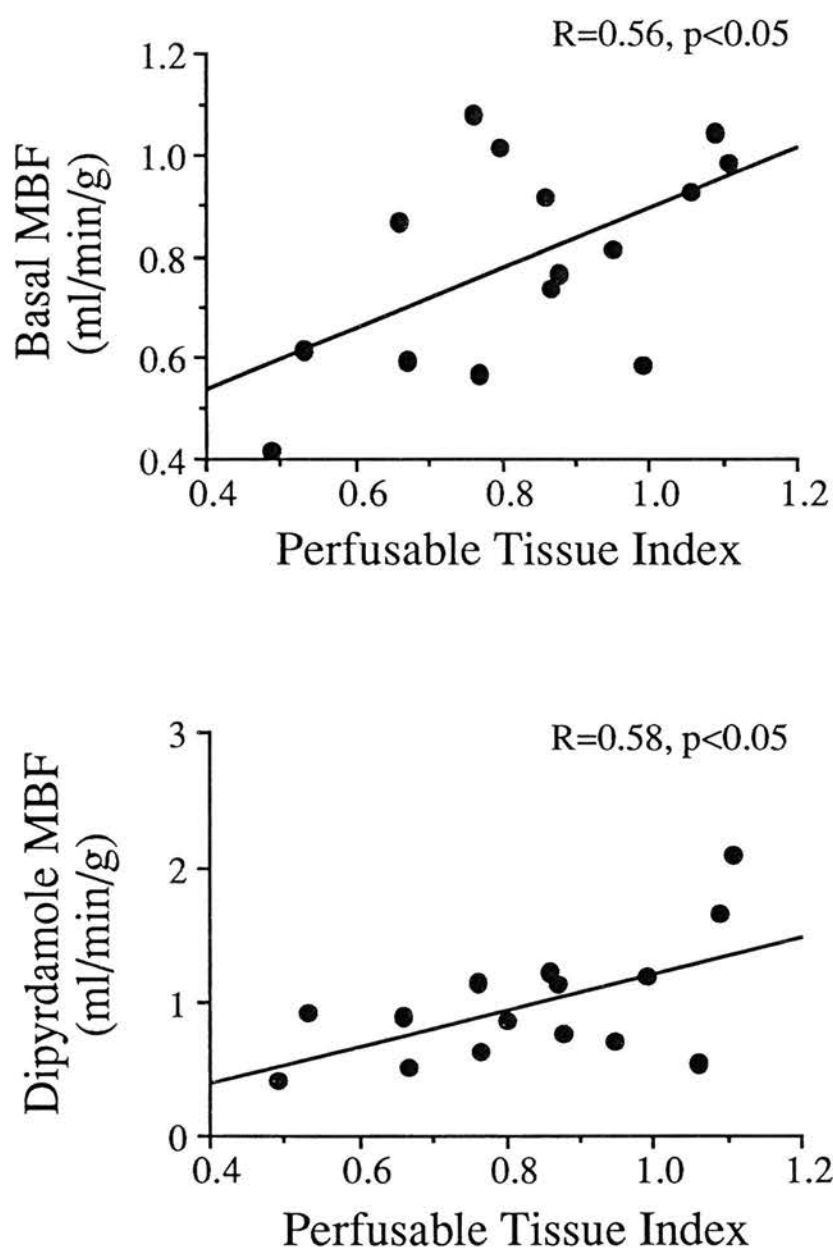 R=0.56, p<0.05
Basal MBF
(ml/min/g)
1.2
1.0
0.8
0.6
0.4
0.4 0.6 0.8 1.0 1.2
Perfusable Tissue Index
R=0.58, p<0.05
Dipyrdamole MBF
(ml/min/g)
3
2
1
0
0.4 0.6 0.8 1.0 1.2
Perfusable Tissue Index